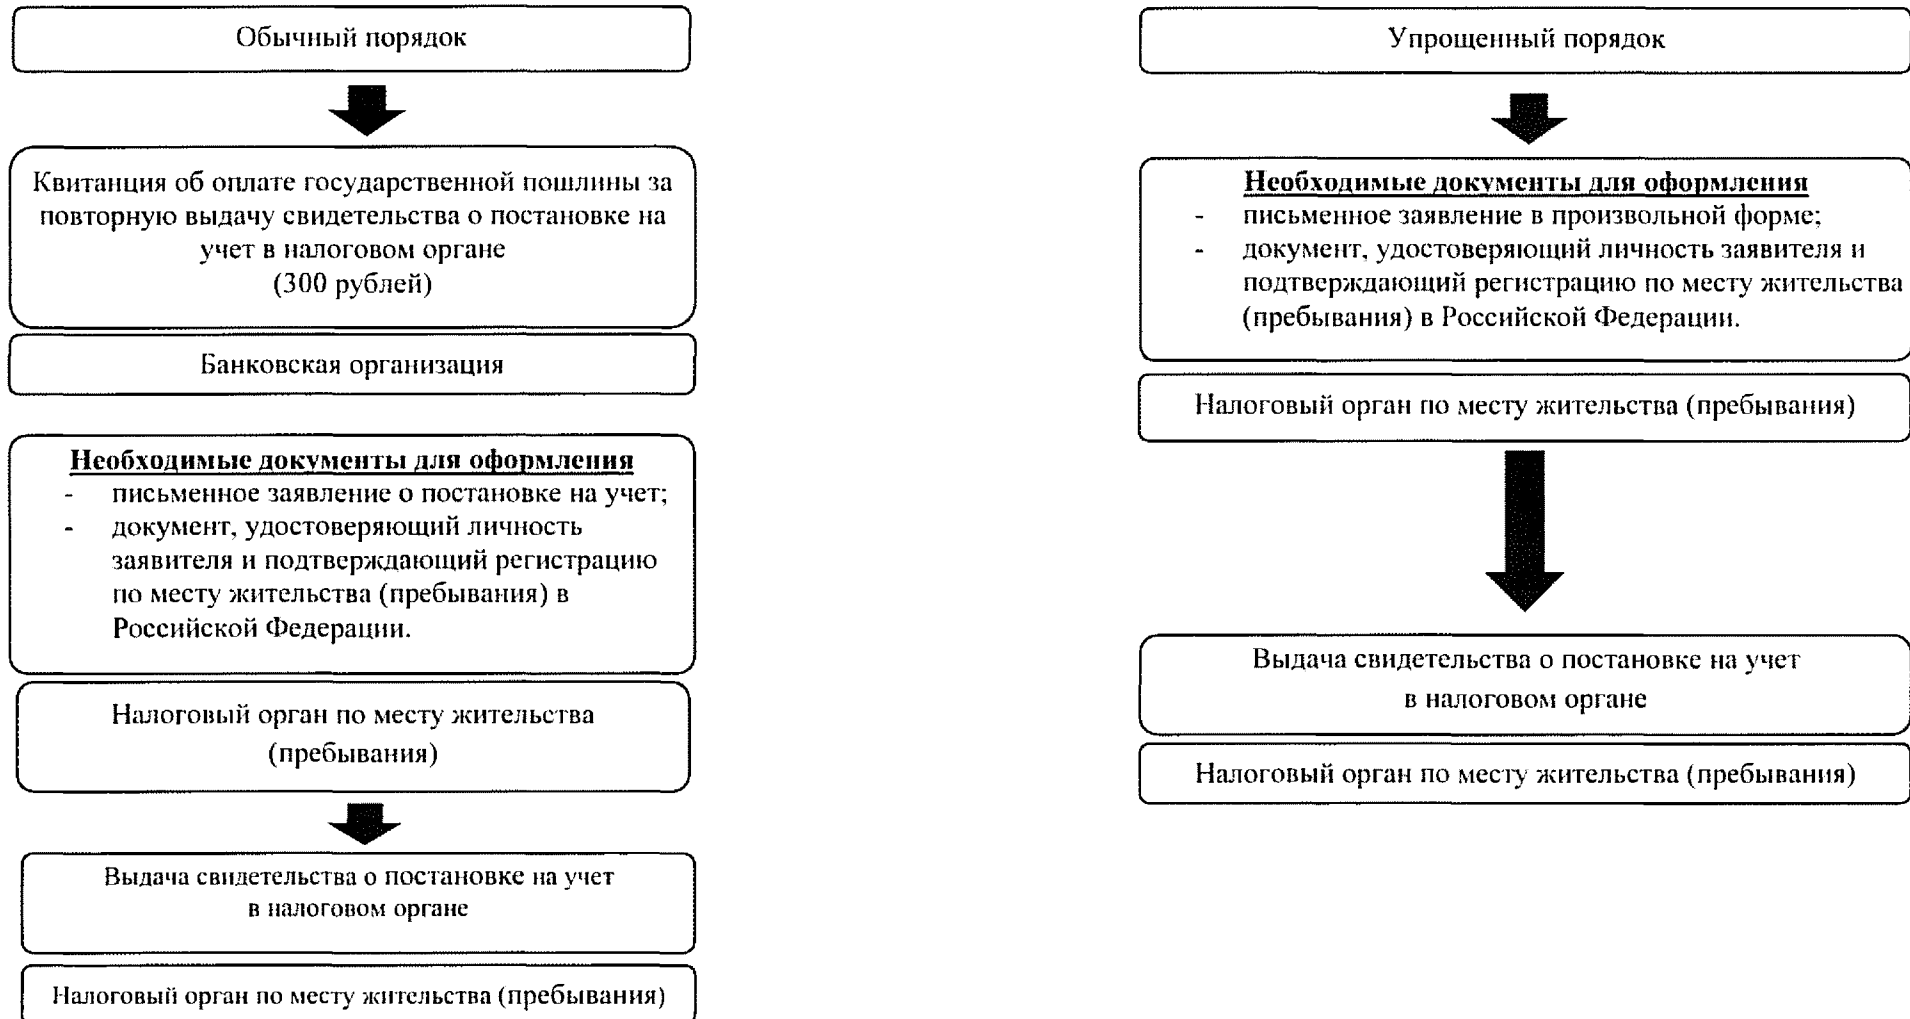 Обычный порядок
Квитанция об оплате государственной пошлины за
повторную выдачу свидетельства о постановке на
учет в налоговом органе
(300 рублей)
Банковская организация
Необходимые документы для оформления
- письменное заявление о постановке на учет;
- документ, удостоверяющий личность
заявителя и подтверждающий регистрацию
по месту жительства (пребывания) в
Российской Федерации.
Налоговый орган по месту жительства
(пребывания)
Выдача свидетельства о постановке на учет
в налоговом органе
Налоговый орган по месту жительства (пребывания)
Упрощенный порядок
Необходимые документы для оформления
- письменное заявление в произвольной форме;
- документ, удостоверяющий личность заявителя и
подтверждающий регистрацию по месту жительства
(пребывания) в Российской Федерации.
Налоговый орган по месту жительства (пребывания)
Выдача свидетельства о постановке на учет
в налоговом органе
Налоговый орган по месту жительства (пребывания)